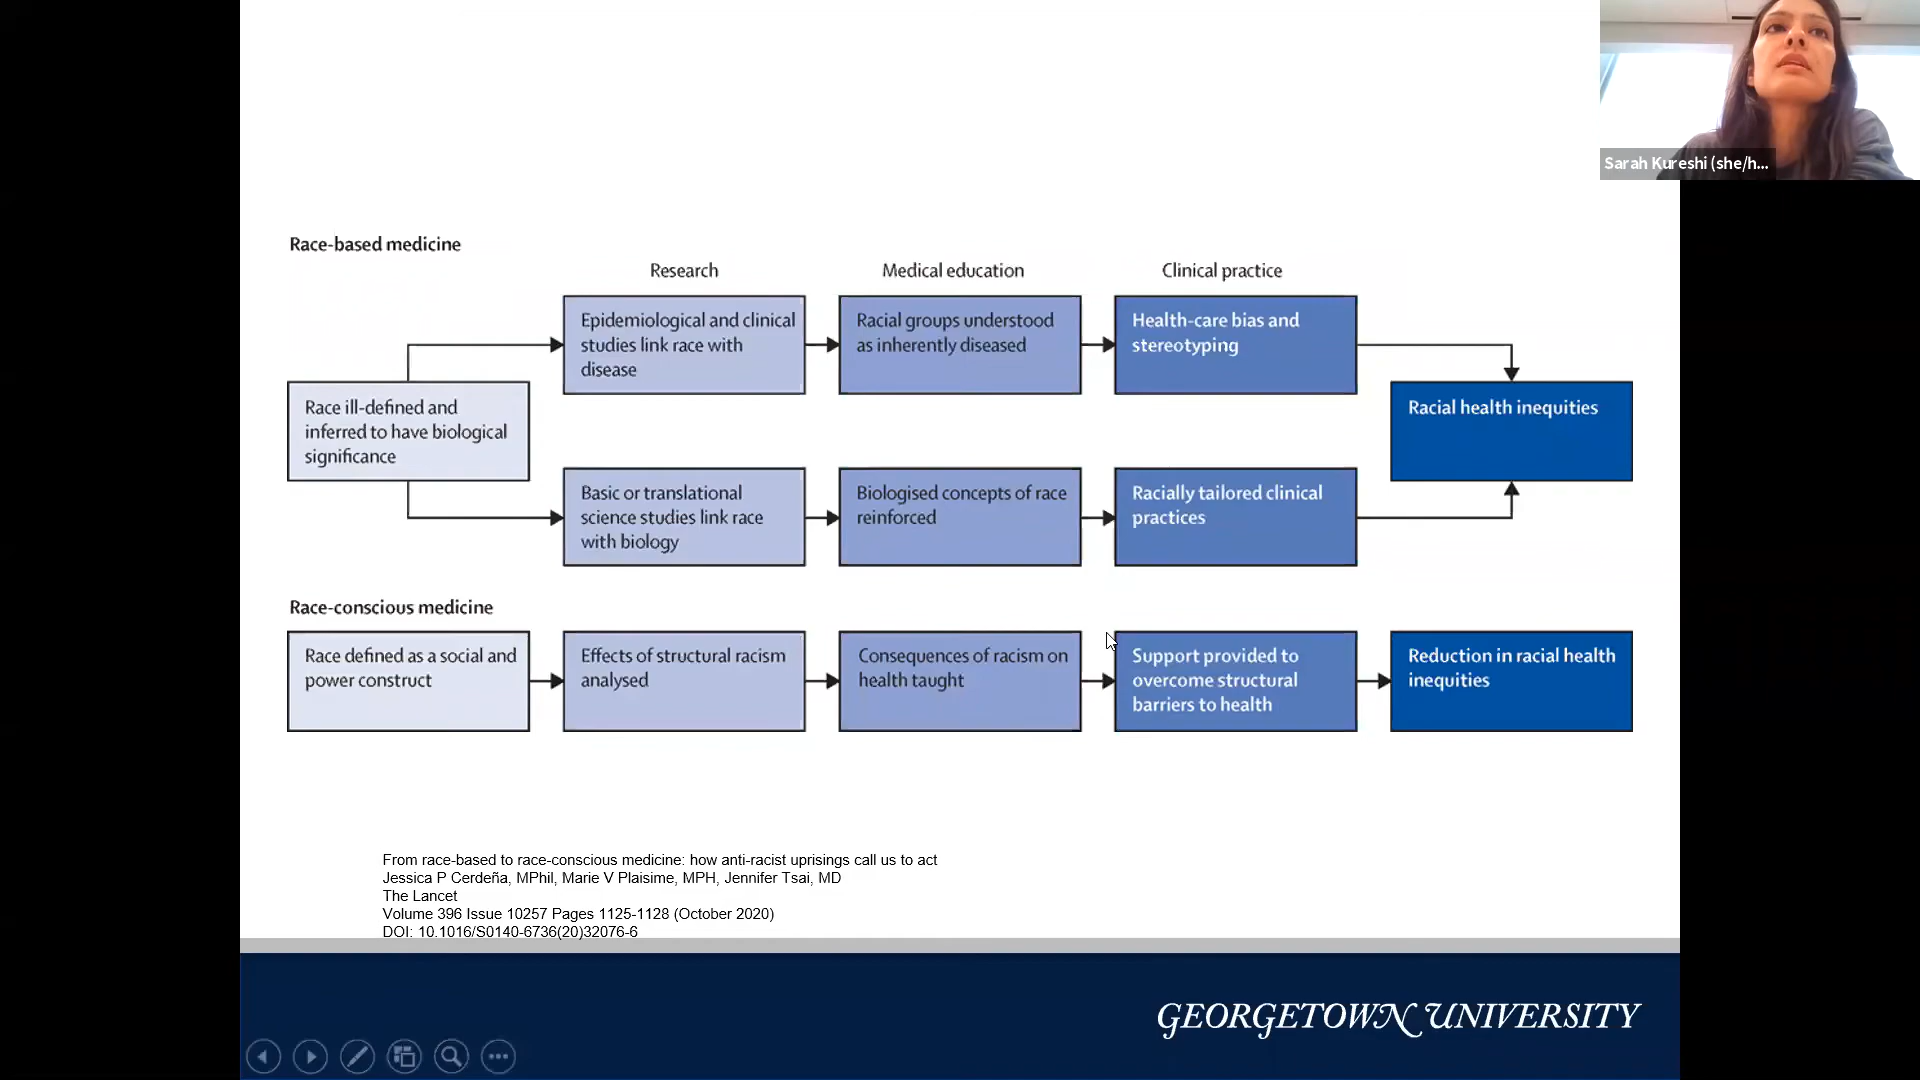 Sarah Kureshi (she/h...
Race-based medicine
Research
Medical education
Clinical practice
Epidemiological and clinical
studies link race with
disease
Racial groups understood
as inherently diseased
Health-care bias and
stereotyping
Race ill-defined and
inferred to have biological
significance
Racial health inequities
Basic or translational
science studies link race
with biology
Biologised concepts of race
reinforced
Racially tailored clinical
practices
Race-conscious medicine
Race defined as a social and
power construct
Effects of structural racism
analysed
Consequences of racism on
health taught
Support provided to
overcome structural
barriers to health
Reduction in racial health
inequities
From race-based to race-conscious medicine: how anti-racist uprisings call us to act
Jessica P Cerdeña, MPhil, Marie V Plaisime, MPH, Jennifer Tsai, MD
The Lancet
Volume 396 Issue 10257 Pages 1125-1128 (October 2020)
DOI: 10.1016/S0140-6736(20)32076-6
GEORGETOWN UNIVERSITY